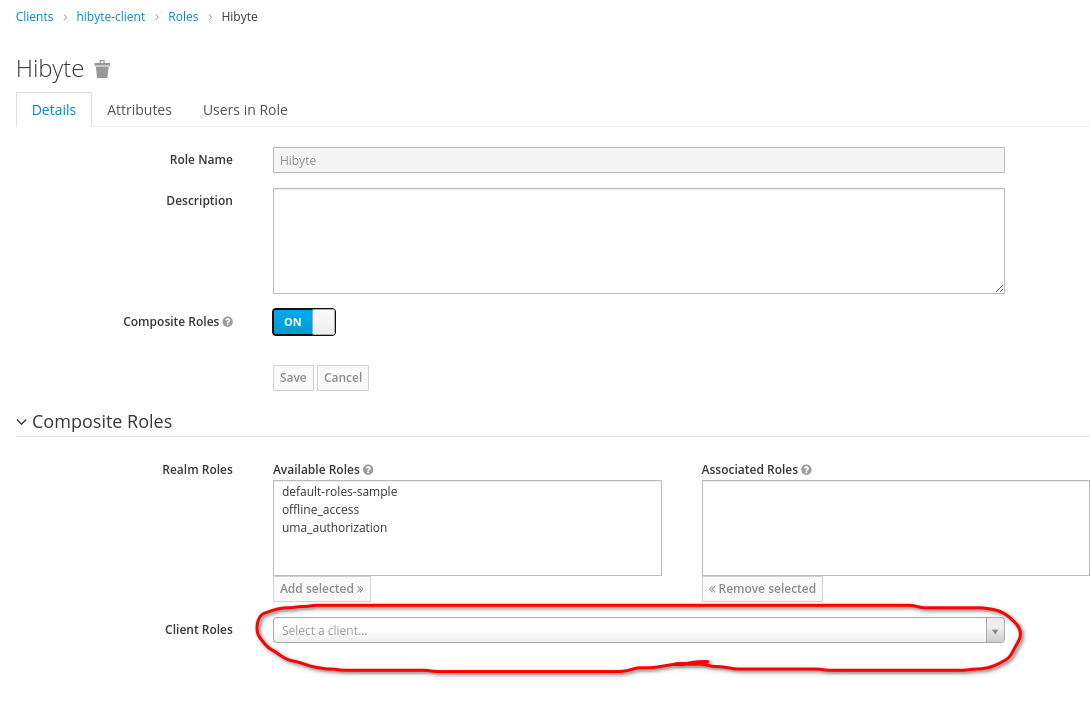 Clients > hibyte-client > Roles > Hibyte
Hibyte
Details Attributes Users in Role
Role Name Hibyte
Description
Composite Roles ON
Save Cancel
Composite Roles
Realm Roles Available Roles Associated Roles
default-roles-sample
offline_access
uma_authorization
Add selected » « Remove selected
Client Roles Select a client...